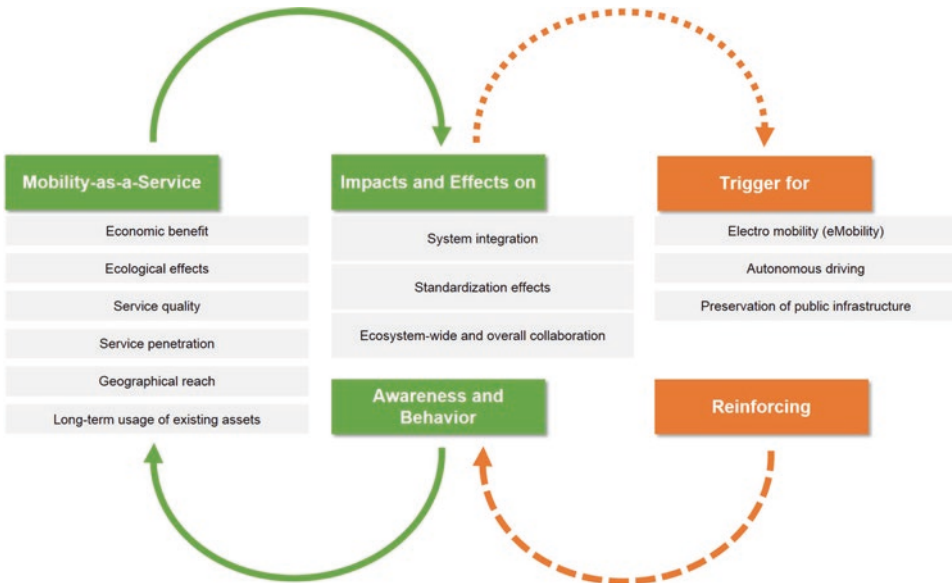 Mobility-as-a-Service
Economic benefit
Ecological effects
Service quality
Service penetration
Geographical reach
Long-term usage of existing assets
Impacts and Effects on
System integration
Standardization effects
Ecosystem-wide and overall collaboration
Awareness and
Behavior
Trigger for
Electro mobility (eMobility)
Autonomous driving
Preservation of public infrastructure
Reinforcing